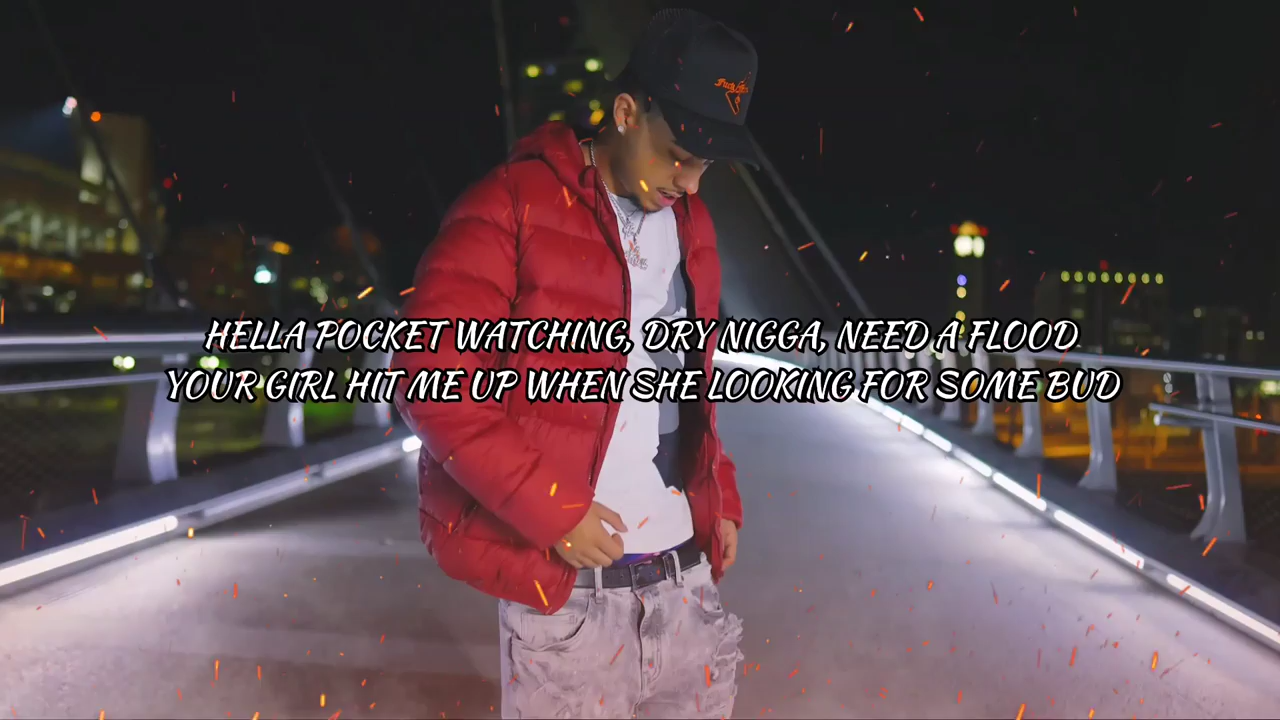 HELLA POCKET WATCHING, DRY NIGGA, NEED A FLOOD
YOUR GIRL HIT ME UP WHEN SHE LOOKING FOR SOME BUD